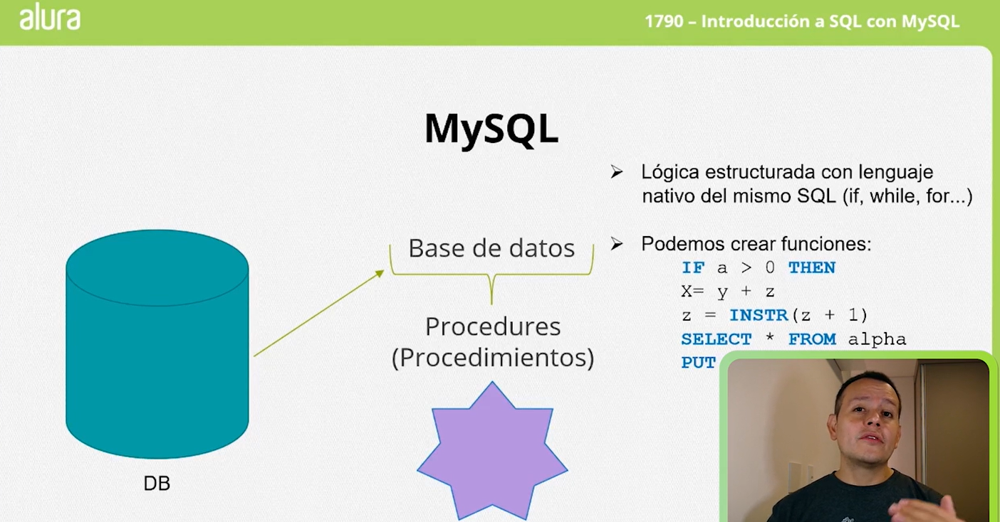 alura
1790 – Introducción a SQL con MySQL
MySQL
Lógica estructurada con lenguaje
nativo del mismo SQL (if, while, for...)
Podemos crear funciones:
IF a > 0 THEN
X= y + z
z = INSTR(z + 1)
SELECT * FROM alpha
PUT
Base de datos
Procedures
(Procedimientos)
DB